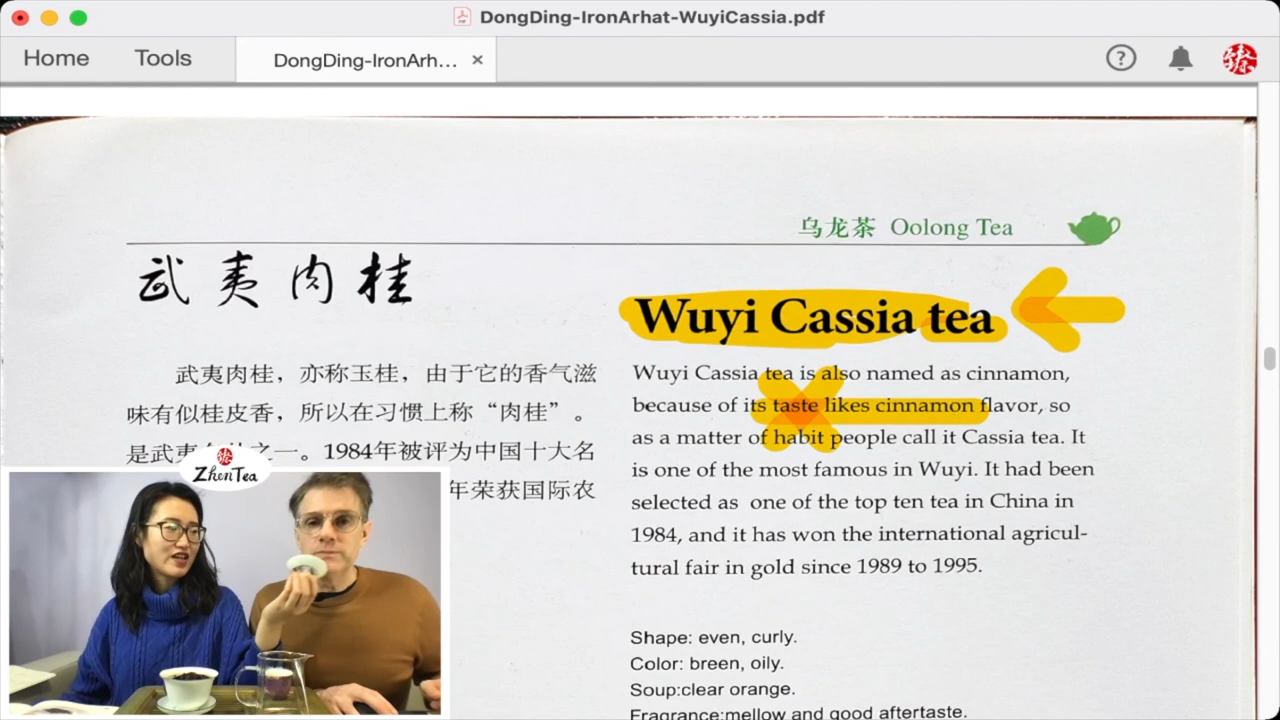 DongDing-IronArhat-WuyiCassia.pdf
Home
Tools
DongDing-IronArh...
乌龙茶 Oolong Tea
武夷肉桂
Wuyi Cassia tea
武夷肉桂，亦称玉桂，由于它的香气滋
味有似桂皮香，所以在习惯上称“肉桂”。
是武夷名丛之一。1984年被评为中国十大名
年荣获国际农
Wuyi Cassia tea is also named as cinnamon,
because of its taste likes cinnamon flavor, so
as a matter of habit people call it Cassia tea. It
is one of the most famous in Wuyi. It had been
selected as one of the top ten tea in China in
1984, and it has won the international agricul-
tural fair in gold since 1989 to 1995.
Shape: even, curly.
Color: breen, oily.
Soup:clear orange.
Fragrance:mellow and good aftertaste.
ZhenTea